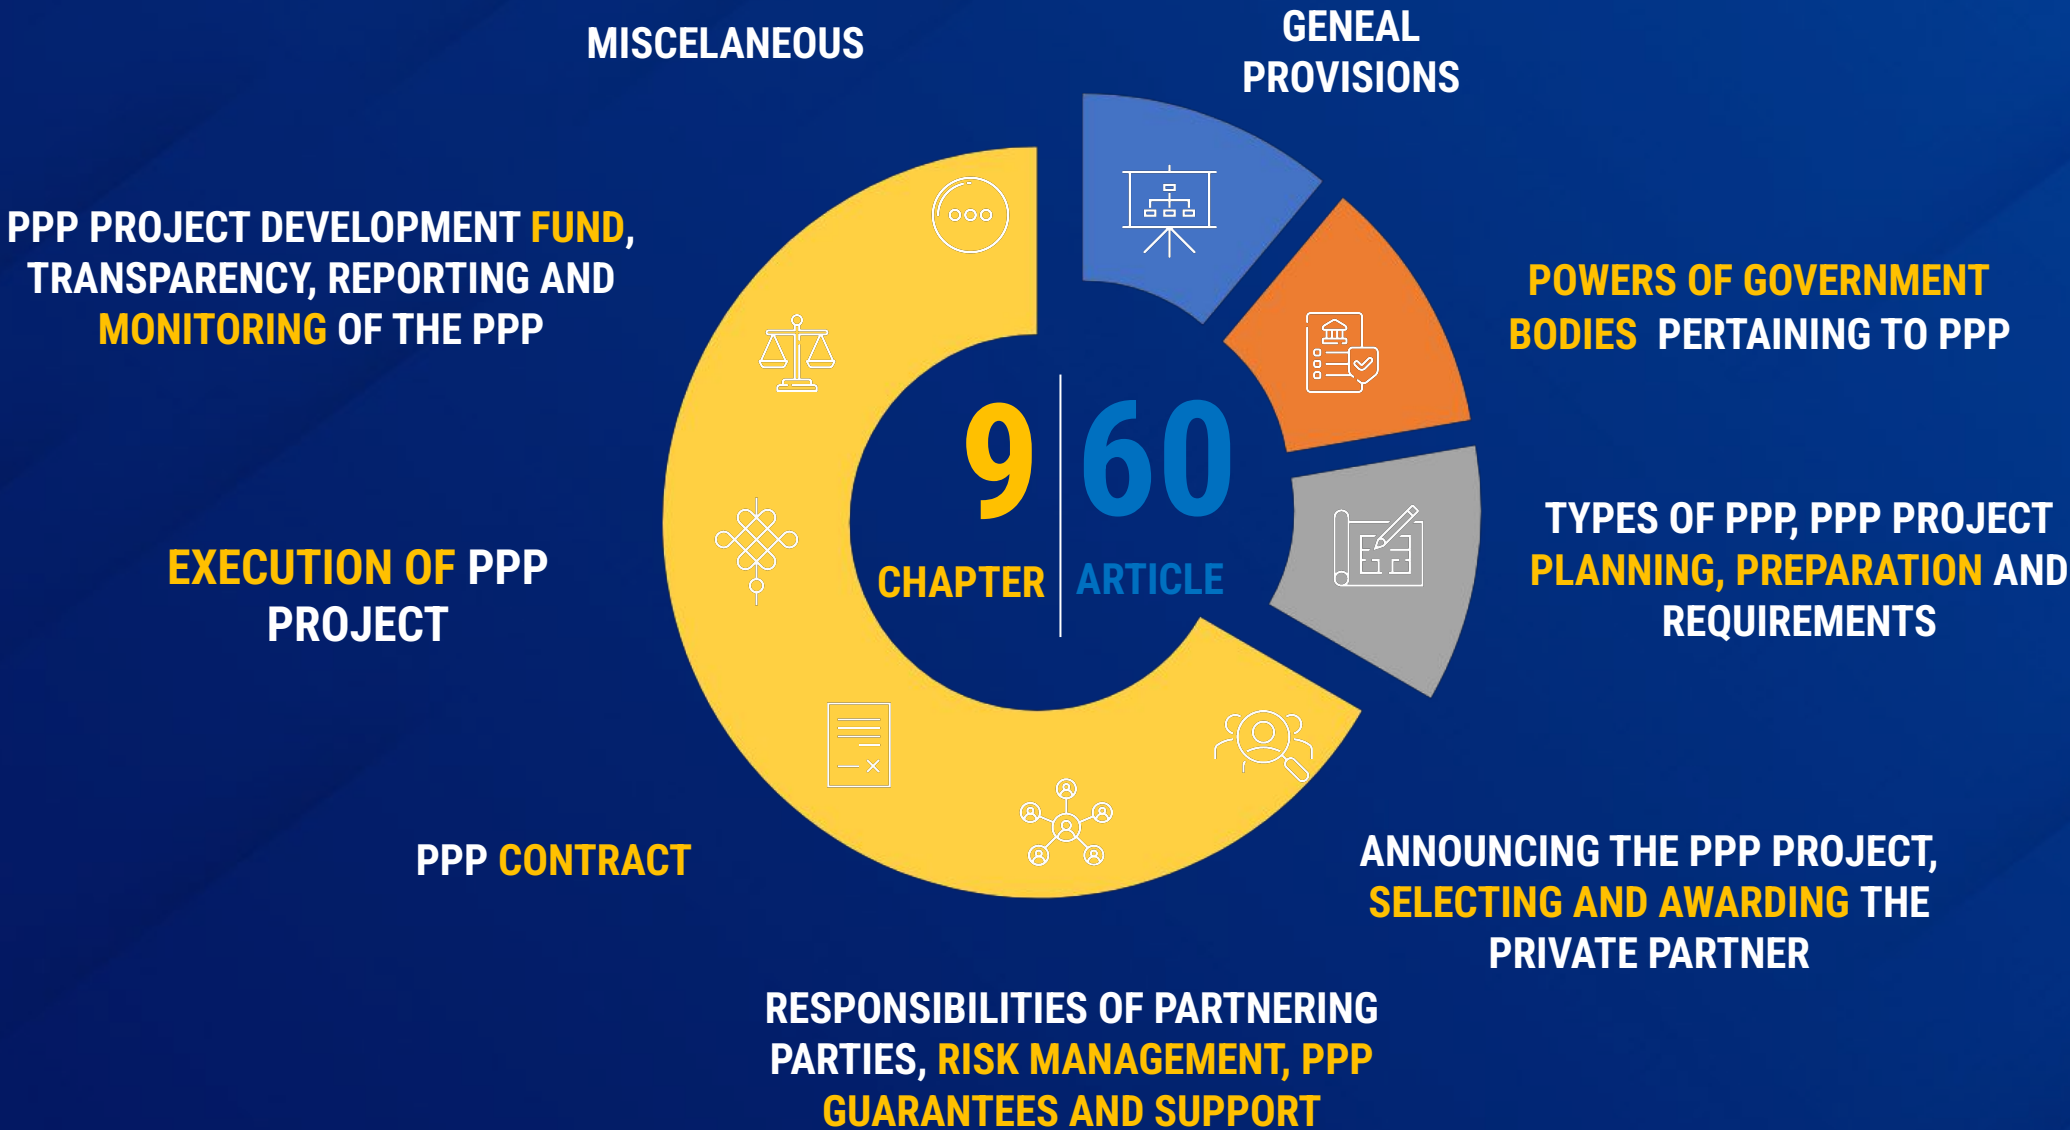 MISCELANEOUS
GENEAL
PROVISIONS
POWERS OF GOVERNMENT
BODIES PERTAINING TO PPP
TYPES OF PPP, PPP PROJECT
PLANNING, PREPARATION AND
REQUIREMENTS
ANNOUNCING THE PPP PROJECT,
SELECTING AND AWARDING THE
PRIVATE PARTNER
RESPONSIBILITIES OF PARTNERING
PARTIES, RISK MANAGEMENT, PPP
GUARANTEES AND SUPPORT
PPP CONTRACT
EXECUTION OF PPP
PROJECT
PPP PROJECT DEVELOPMENT FUND,
TRANSPARENCY, REPORTING AND
MONITORING OF THE PPP
9
CHAPTER
60
ARTICLE